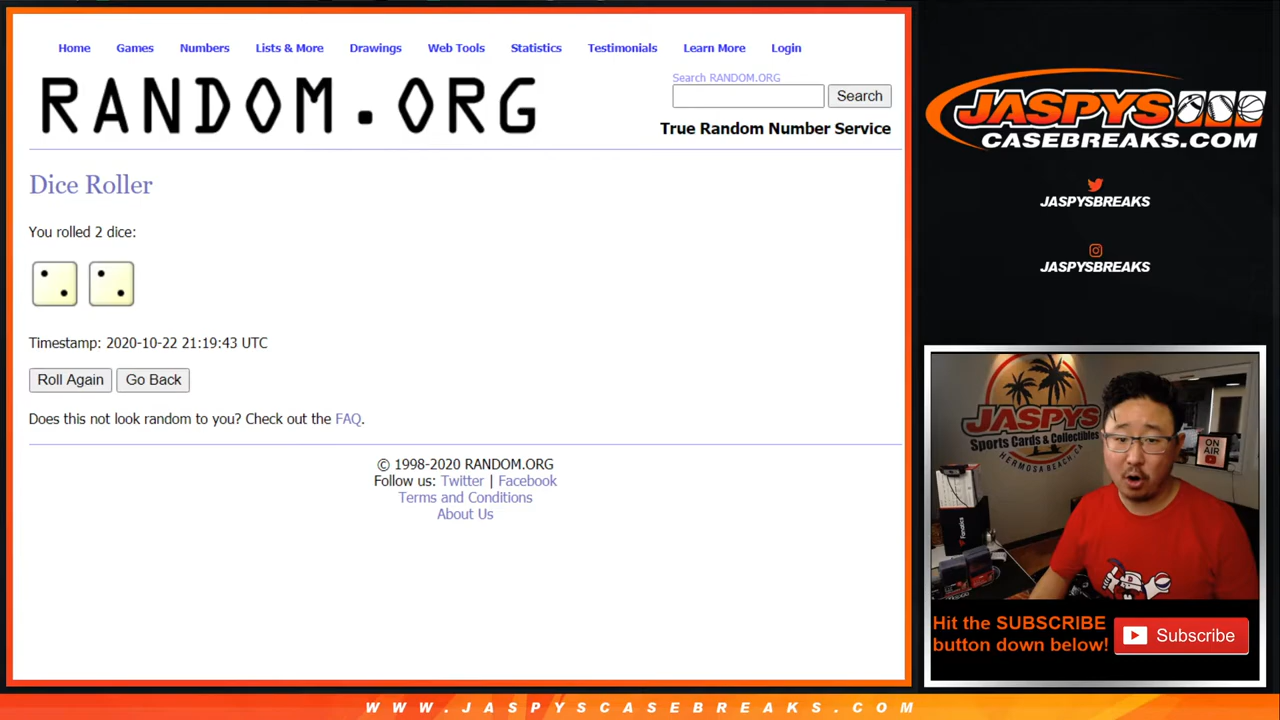 Home Games Numbers Lists & More Drawings Web Tools Statistics Testimonials Learn More Login
RANDOM.ORG
Search RANDOM.ORG
Search
True Random Number Service
Dice Roller
You rolled 2 dice:
Timestamp: 2020-10-22 21:19:43 UTC
Roll Again Go Back
Does this not look random to you? Check out the FAQ.
© 1998-2020 RANDOM.ORG
Follow us: Twitter | Facebook
Terms and Conditions
About Us
JASPYS
CASEBREAKS.COM
JASPYSBREAKS
JASPYSBREAKS
JASPYS
Sports Cards & Collectibles
HERMOSA BEACH, CA
ON AIR
Fanatics
Hit the SUBSCRIBE
button down below!
Subscribe
WWW.JASPYSCASEBREAKS.COM